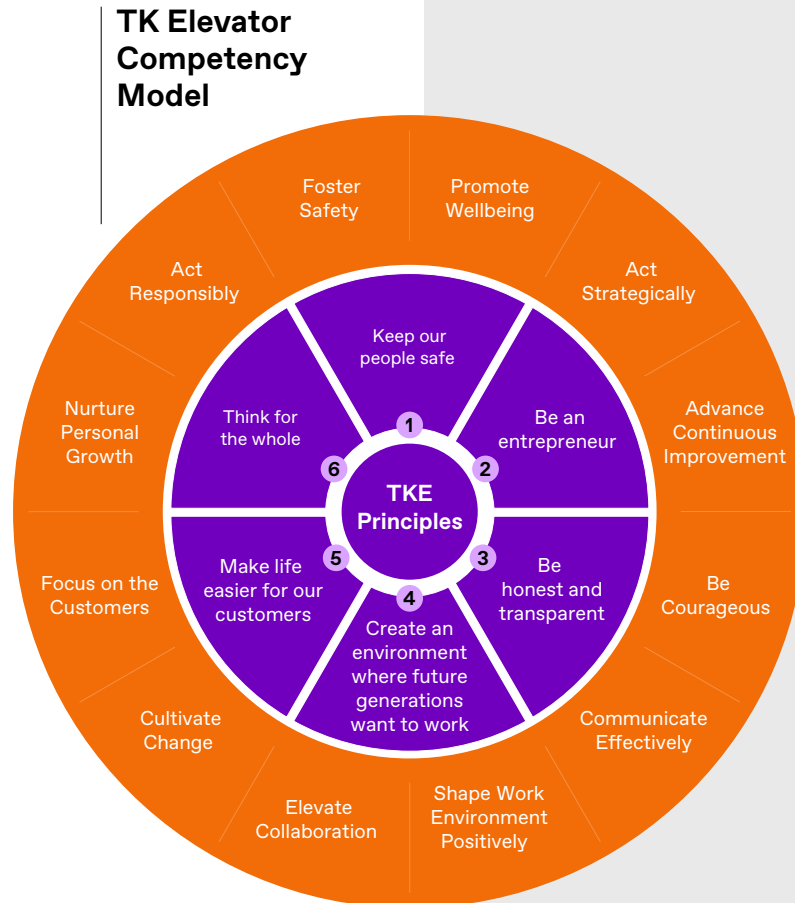 TK Elevator
Competency
Model
Foster
Safety
Promote
Wellbeing
Act
Responsibly
Act
Strategically
Nurture
Personal
Growth
Advance
Continuous
Improvement
Focus on the
Customers
Be
Courageous
Cultivate
Change
Communicate
Effectively
Elevate
Collaboration
Shape Work
Environment
Positively
Keep our
people safe
1
Be an
entrepreneur
2
Be
honest and
transparent
3
4
Create an
environment
where future
generations
want to work
Make life
easier for our
customers
5
Think for
the whole
6
TKE
Principles